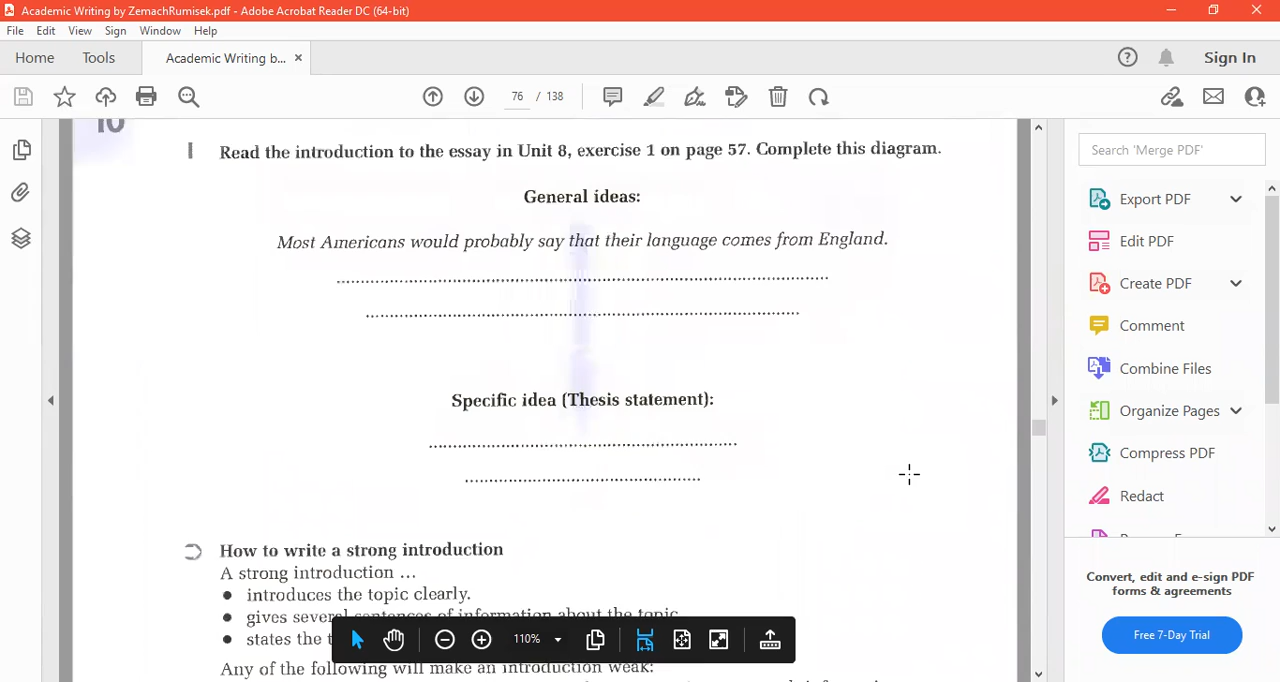 Academic Writing by ZemachRumisek.pdf - Adobe Acrobat Reader DC (64-bit)
File Edit View Sign Window Help
Home Tools Academic Writing b... × Sign In
76 / 138
Search 'Merge PDF'
10
1 Read the introduction to the essay in Unit 8, exercise 1 on page 57. Complete this diagram.
General ideas:
Most Americans would probably say that their language comes from England.
Specific idea (Thesis statement):
How to write a strong introduction
A strong introduction ...
● introduces the topic clearly.
● gives several sentences of information about the topic.
● states the
Any of the following will make an introduction weak:
110%
Export PDF
Edit PDF
Create PDF
Comment
Combine Files
Organize Pages
Compress PDF
Redact
Convert, edit and e-sign PDF
forms & agreements
Free 7-Day Trial